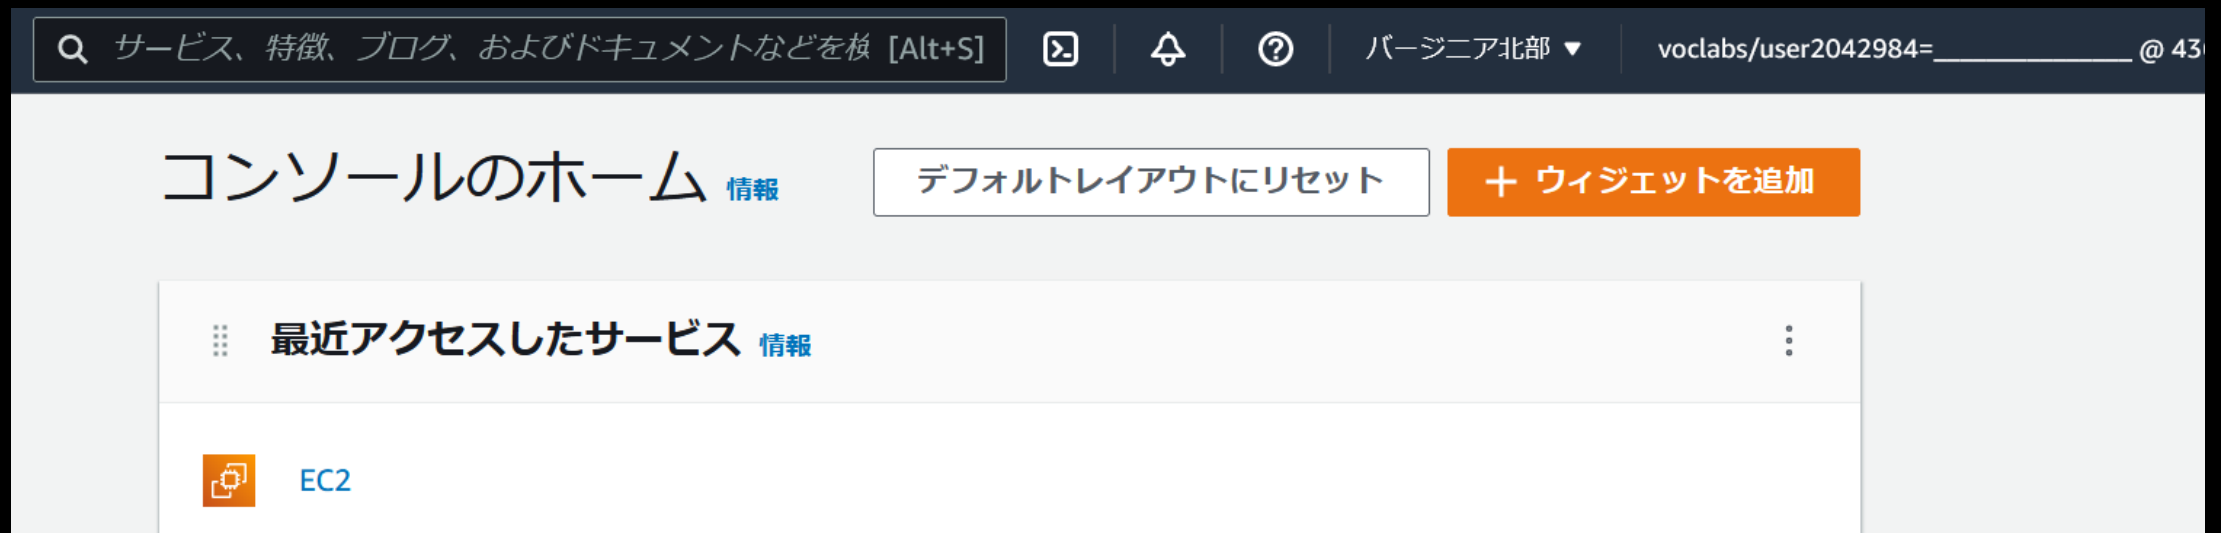 サービス、特徴、ブログ、およびドキュメントなどを検 [Alt+S] バージニア北部 ▼ voclabs/user2042984=_______________ @ 43
コンソールのホーム 情報 デフォルトレイアウトにリセット + ウィジェットを追加
最近アクセスしたサービス 情報
EC2